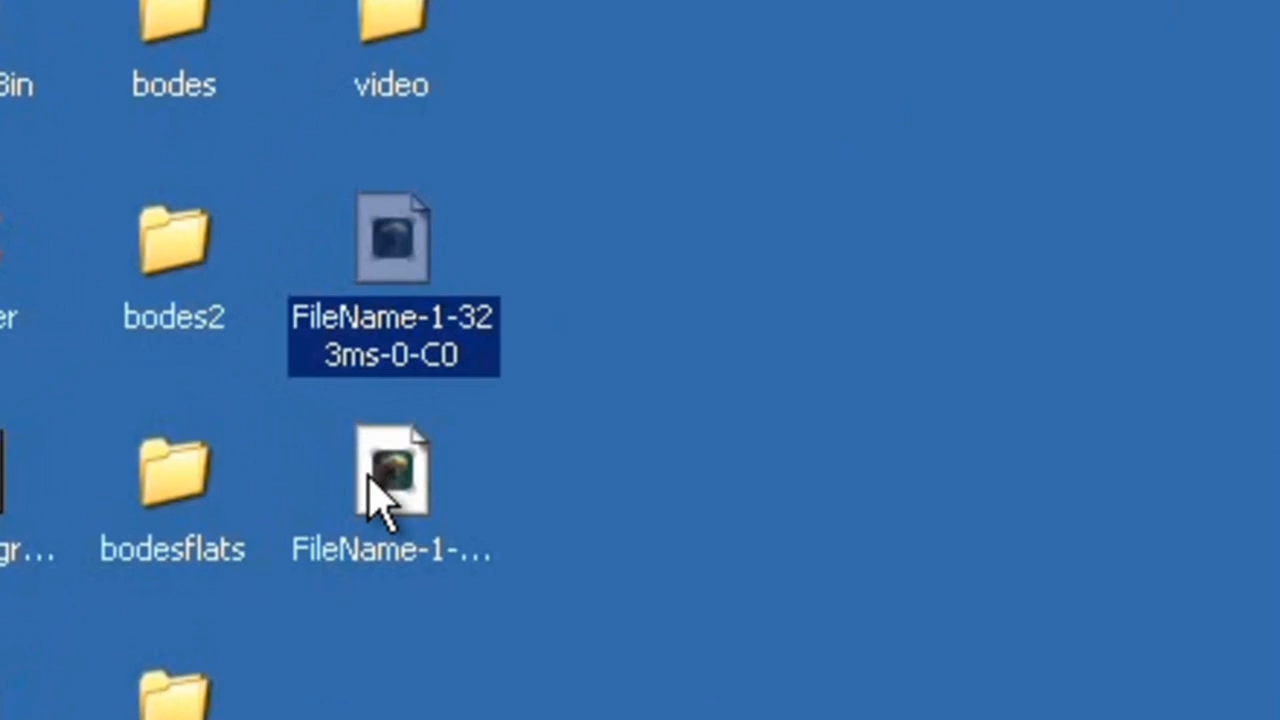 Bin
bodes
video
er
bodes2
FileName-1-32
3ms-0-C0
gr...
bodesflats
FileName-1-...